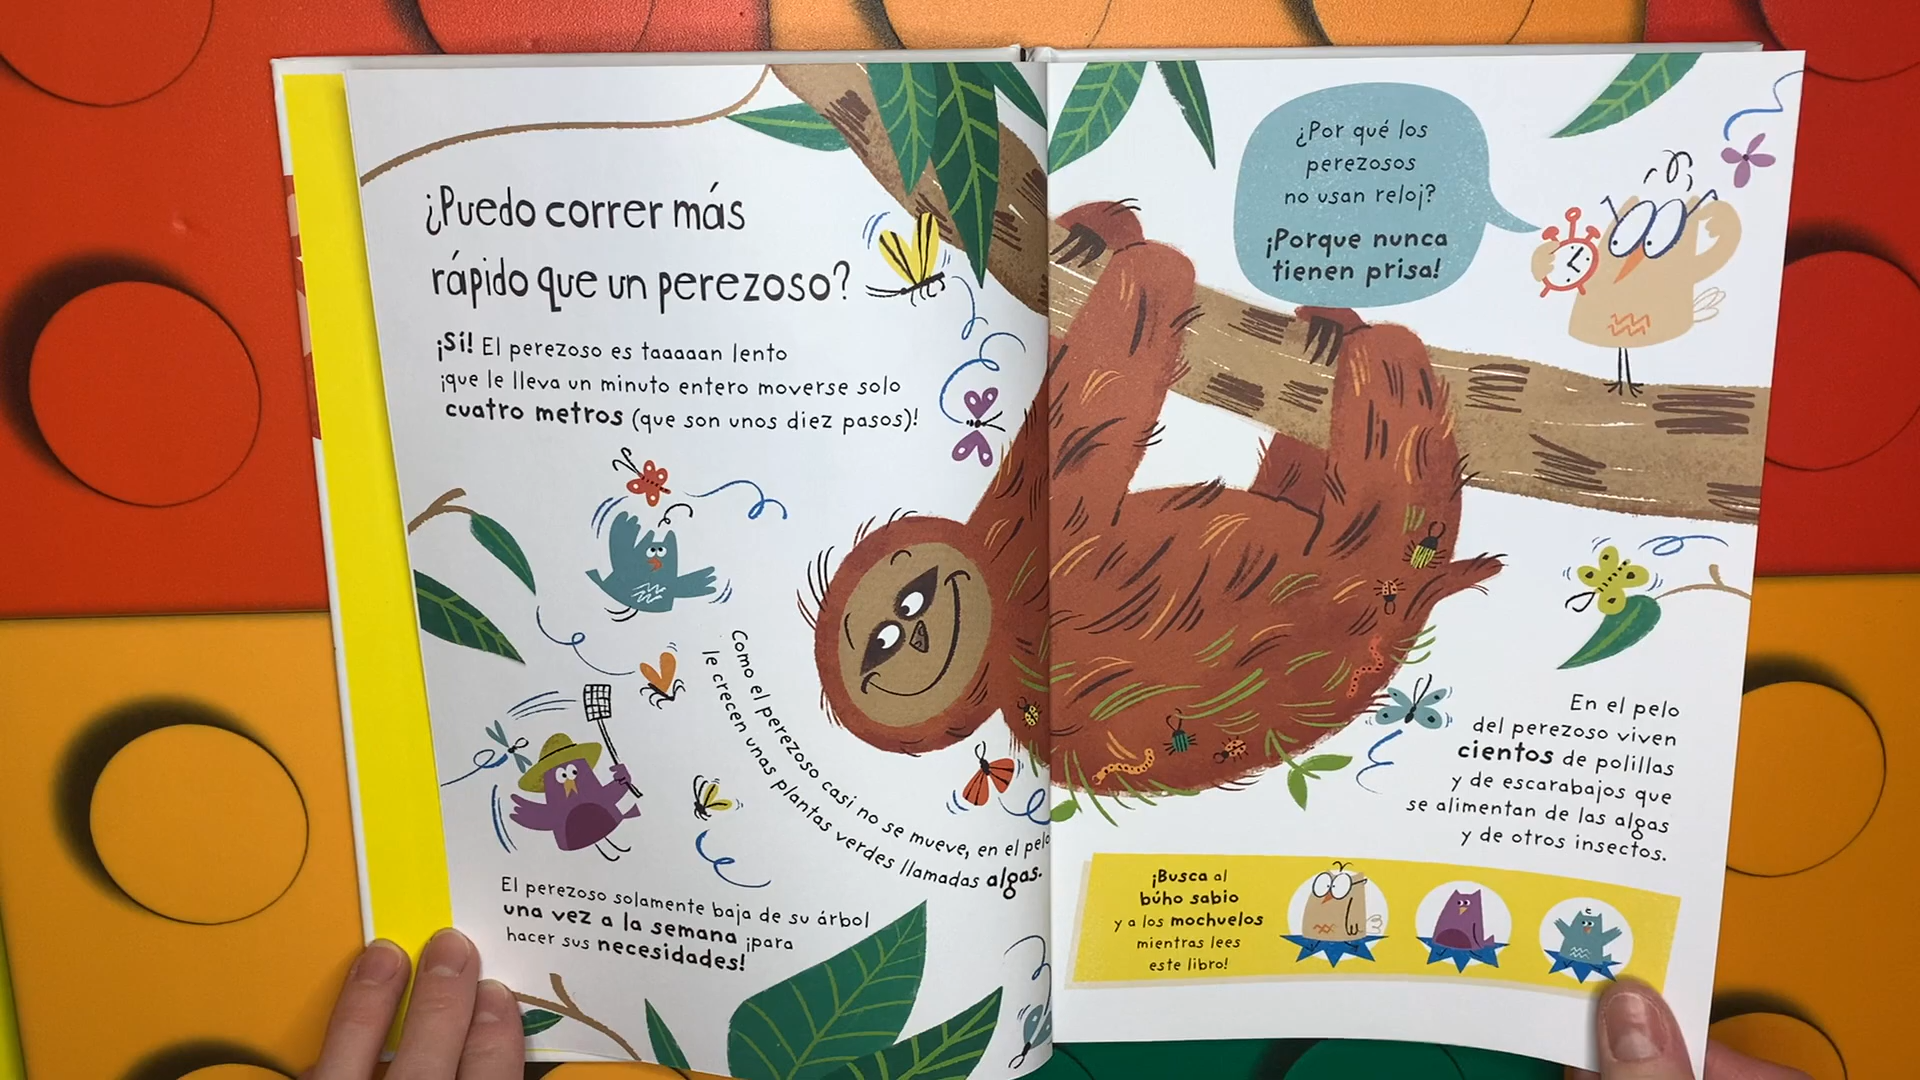 ¿Puedo correr más
rápido que un perezoso?
¡Sí! El perezoso es taaaaan lento
¡que le lleva un minuto entero moverse solo
cuatro metros (que son unos diez pasos)!
Como el perezoso casi no se mueve, en el pelo
le crecen unas plantas verdes llamadas algas.
El perezoso solamente baja de su árbol
una vez a la semana ¡para
hacer sus necesidades!
¿Por qué los
perezosos
no usan reloj?
¡Porque nunca
tienen prisa!
En el pelo
del perezoso viven
cientos de polillas
y de escarabajos que
se alimentan de las algas
y de otros insectos.
¡Busca al
búho sabio
y a los mochuelos
mientras lees
este libro!